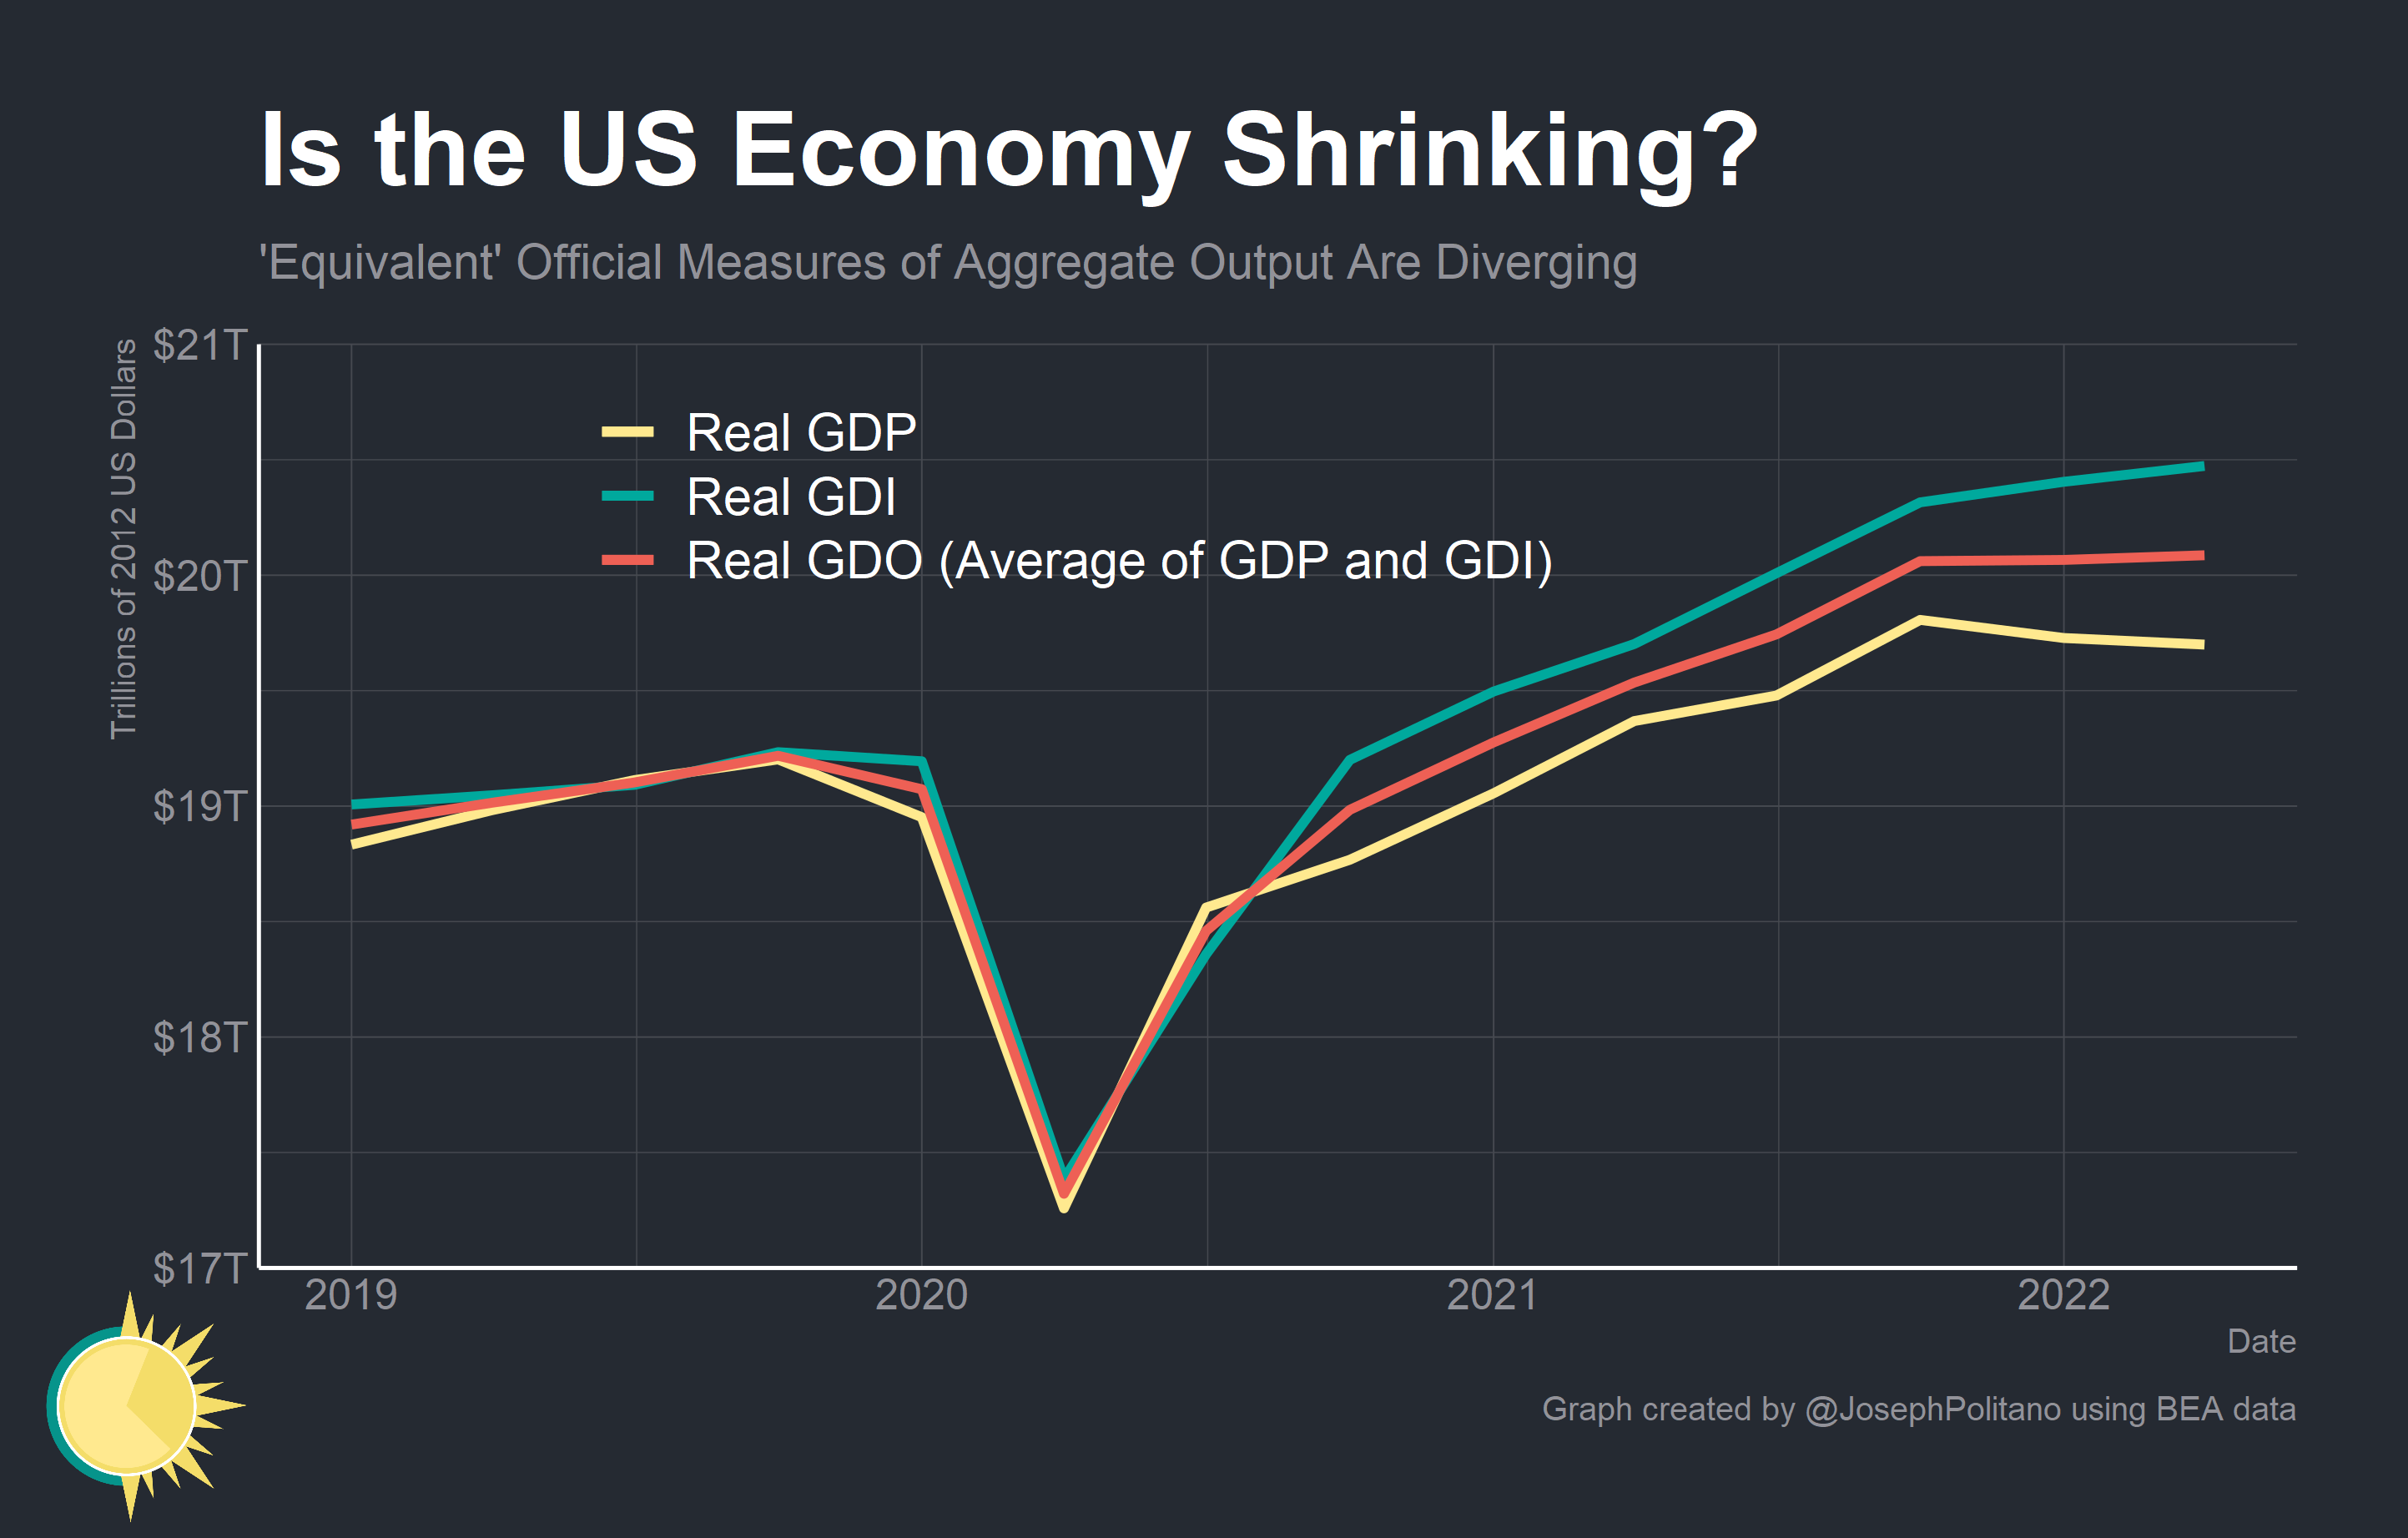 Is the US Economy Shrinking?
'Equivalent' Official Measures of Aggregate Output Are Diverging
Trillions of 2012 US Dollars
$21T
$20T
$19T
$18T
$17T
Real GDP
Real GDI
Real GDO (Average of GDP and GDI)
2019
2020
2021
2022
Date
Graph created by @JosephPolitano using BEA data